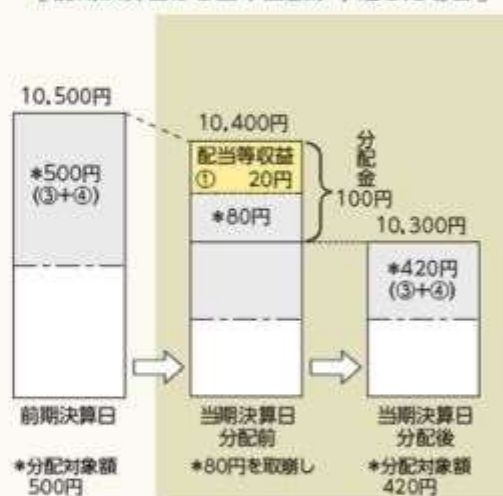 10,500円
*500円
(③+④)
前期決算日
*分配対象額
500円
10,400円
配当等収益
① 20円
*80円
分配金
100円
当期決算日
分配前
*80円を取崩し
10,300円
*420円
(③+④)
当期決算日
分配後
*分配対象額
420円